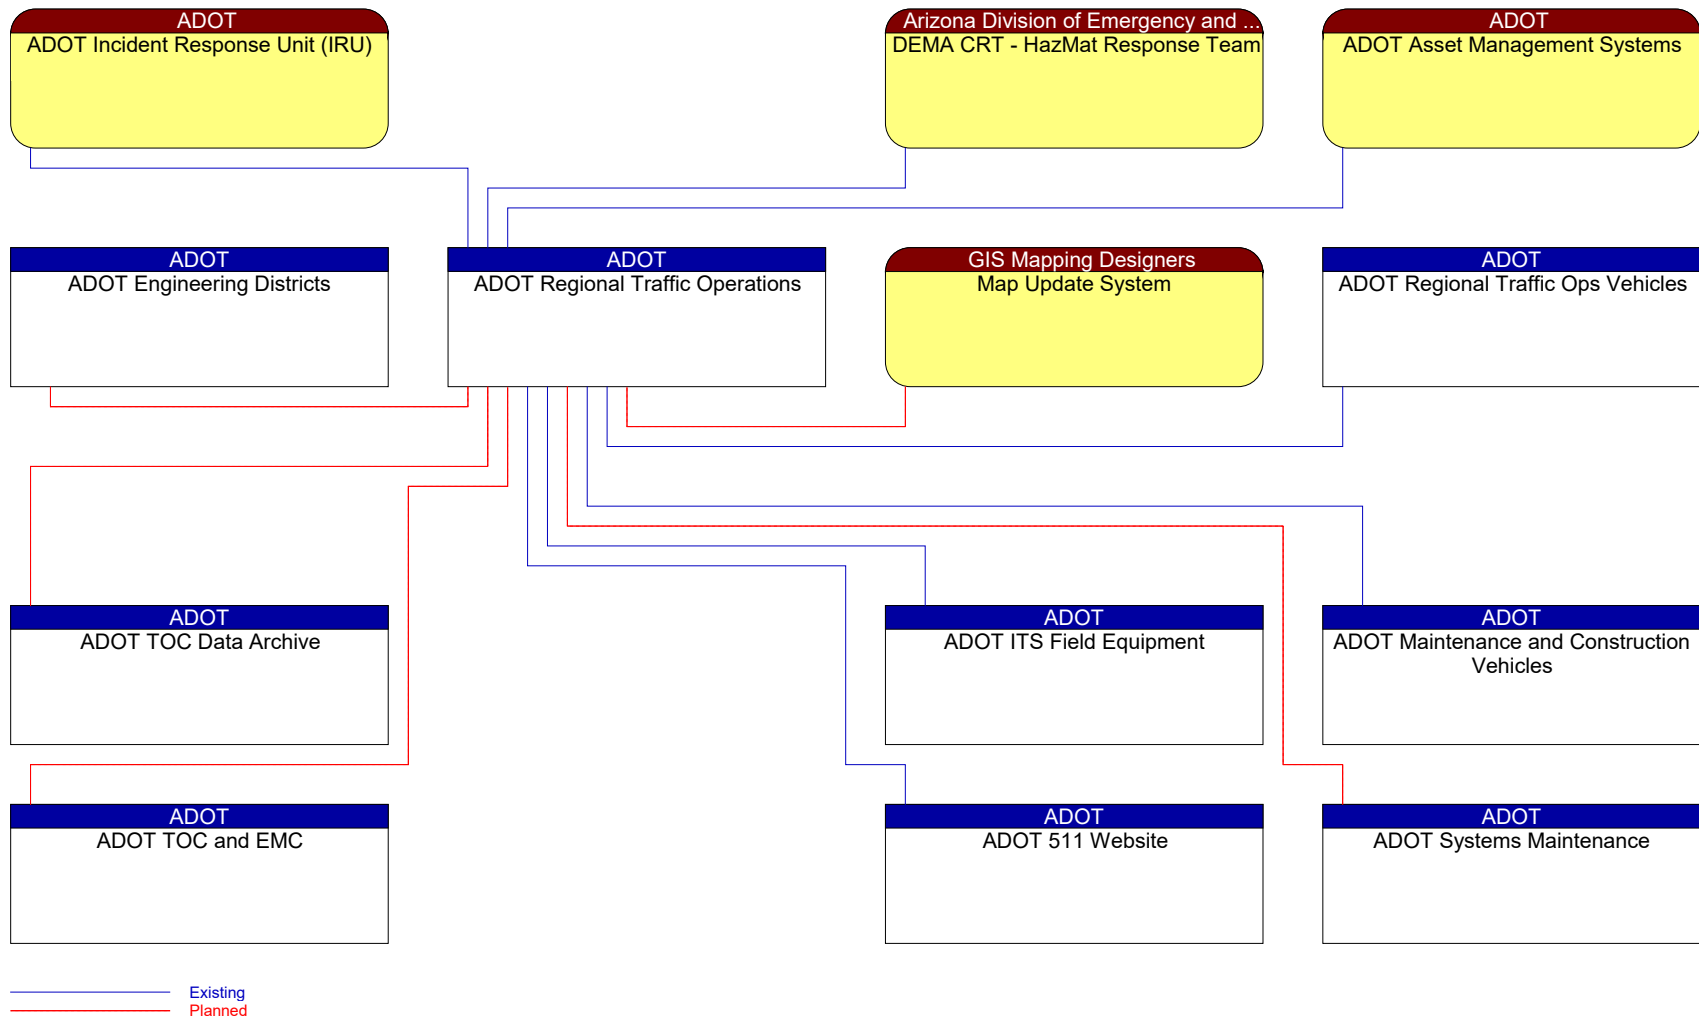 ADOT
ADOT Incident Response Unit (IRU)
Arizona Division of Emergency and ...
DEMA CRT - HazMat Response Team
ADOT
ADOT Asset Management Systems
ADOT
ADOT Engineering Districts
ADOT
ADOT Regional Traffic Operations
GIS Mapping Designers
Map Update System
ADOT
ADOT Regional Traffic Ops Vehicles
ADOT
ADOT TOC Data Archive
ADOT
ADOT ITS Field Equipment
ADOT
ADOT Maintenance and Construction
Vehicles
ADOT
ADOT TOC and EMC
ADOT
ADOT 511 Website
ADOT
ADOT Systems Maintenance
Existing
Planned